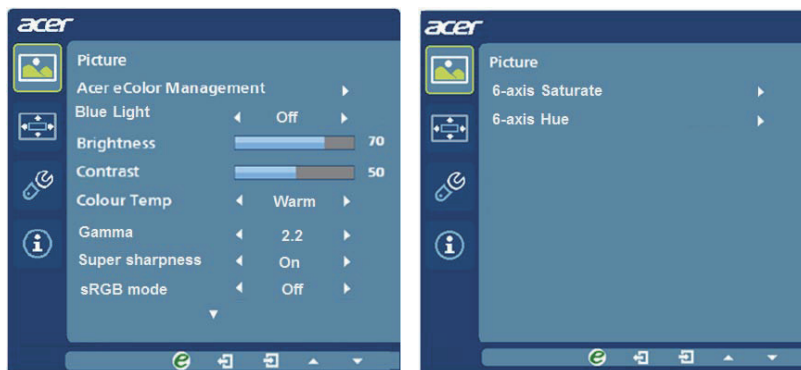 acer
Picture
Acer eColor Management
Blue Light Off
Brightness 70
Contrast 50
Colour Temp Warm
Gamma 2.2
Super sharpness On
sRGB mode Off
acer
Picture
6-axis Saturate
6-axis Hue